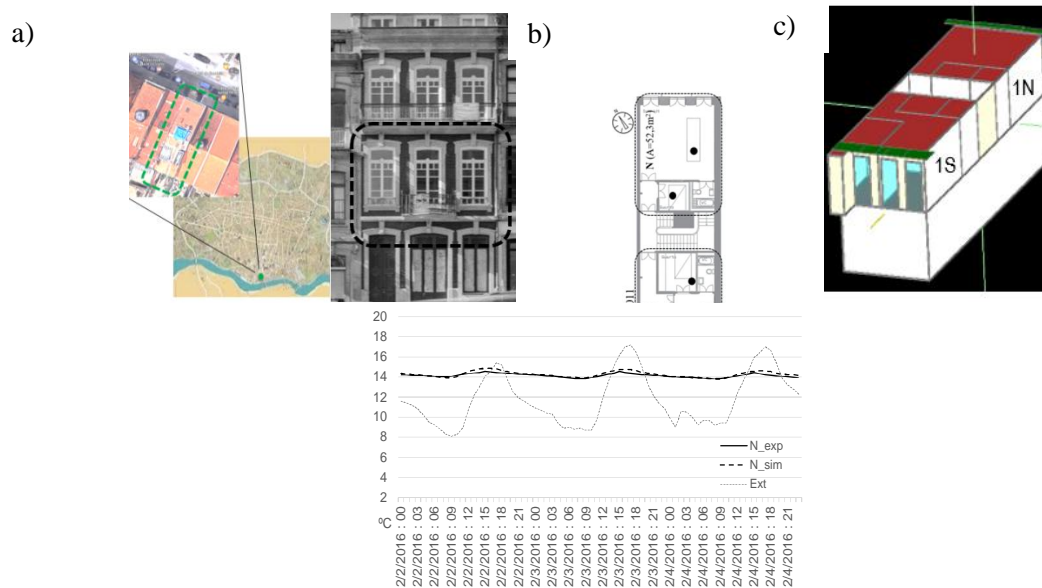 a)
b)
c)
N (A=52,3m²)
1N
1S
20
18
16
14
12
10
8
6
4
2
ºC
N_exp
N_sim
Ext
2/2/2016 : 00
2/2/2016 : 03
2/2/2016 : 06
2/2/2016 : 09
2/2/2016 : 12
2/2/2016 : 15
2/2/2016 : 18
2/2/2016 : 21
2/3/2016 : 00
2/3/2016 : 03
2/3/2016 : 06
2/3/2016 : 09
2/3/2016 : 12
2/3/2016 : 15
2/3/2016 : 18
2/3/2016 : 21
2/4/2016 : 00
2/4/2016 : 03
2/4/2016 : 06
2/4/2016 : 09
2/4/2016 : 12
2/4/2016 : 15
2/4/2016 : 18
2/4/2016 : 21